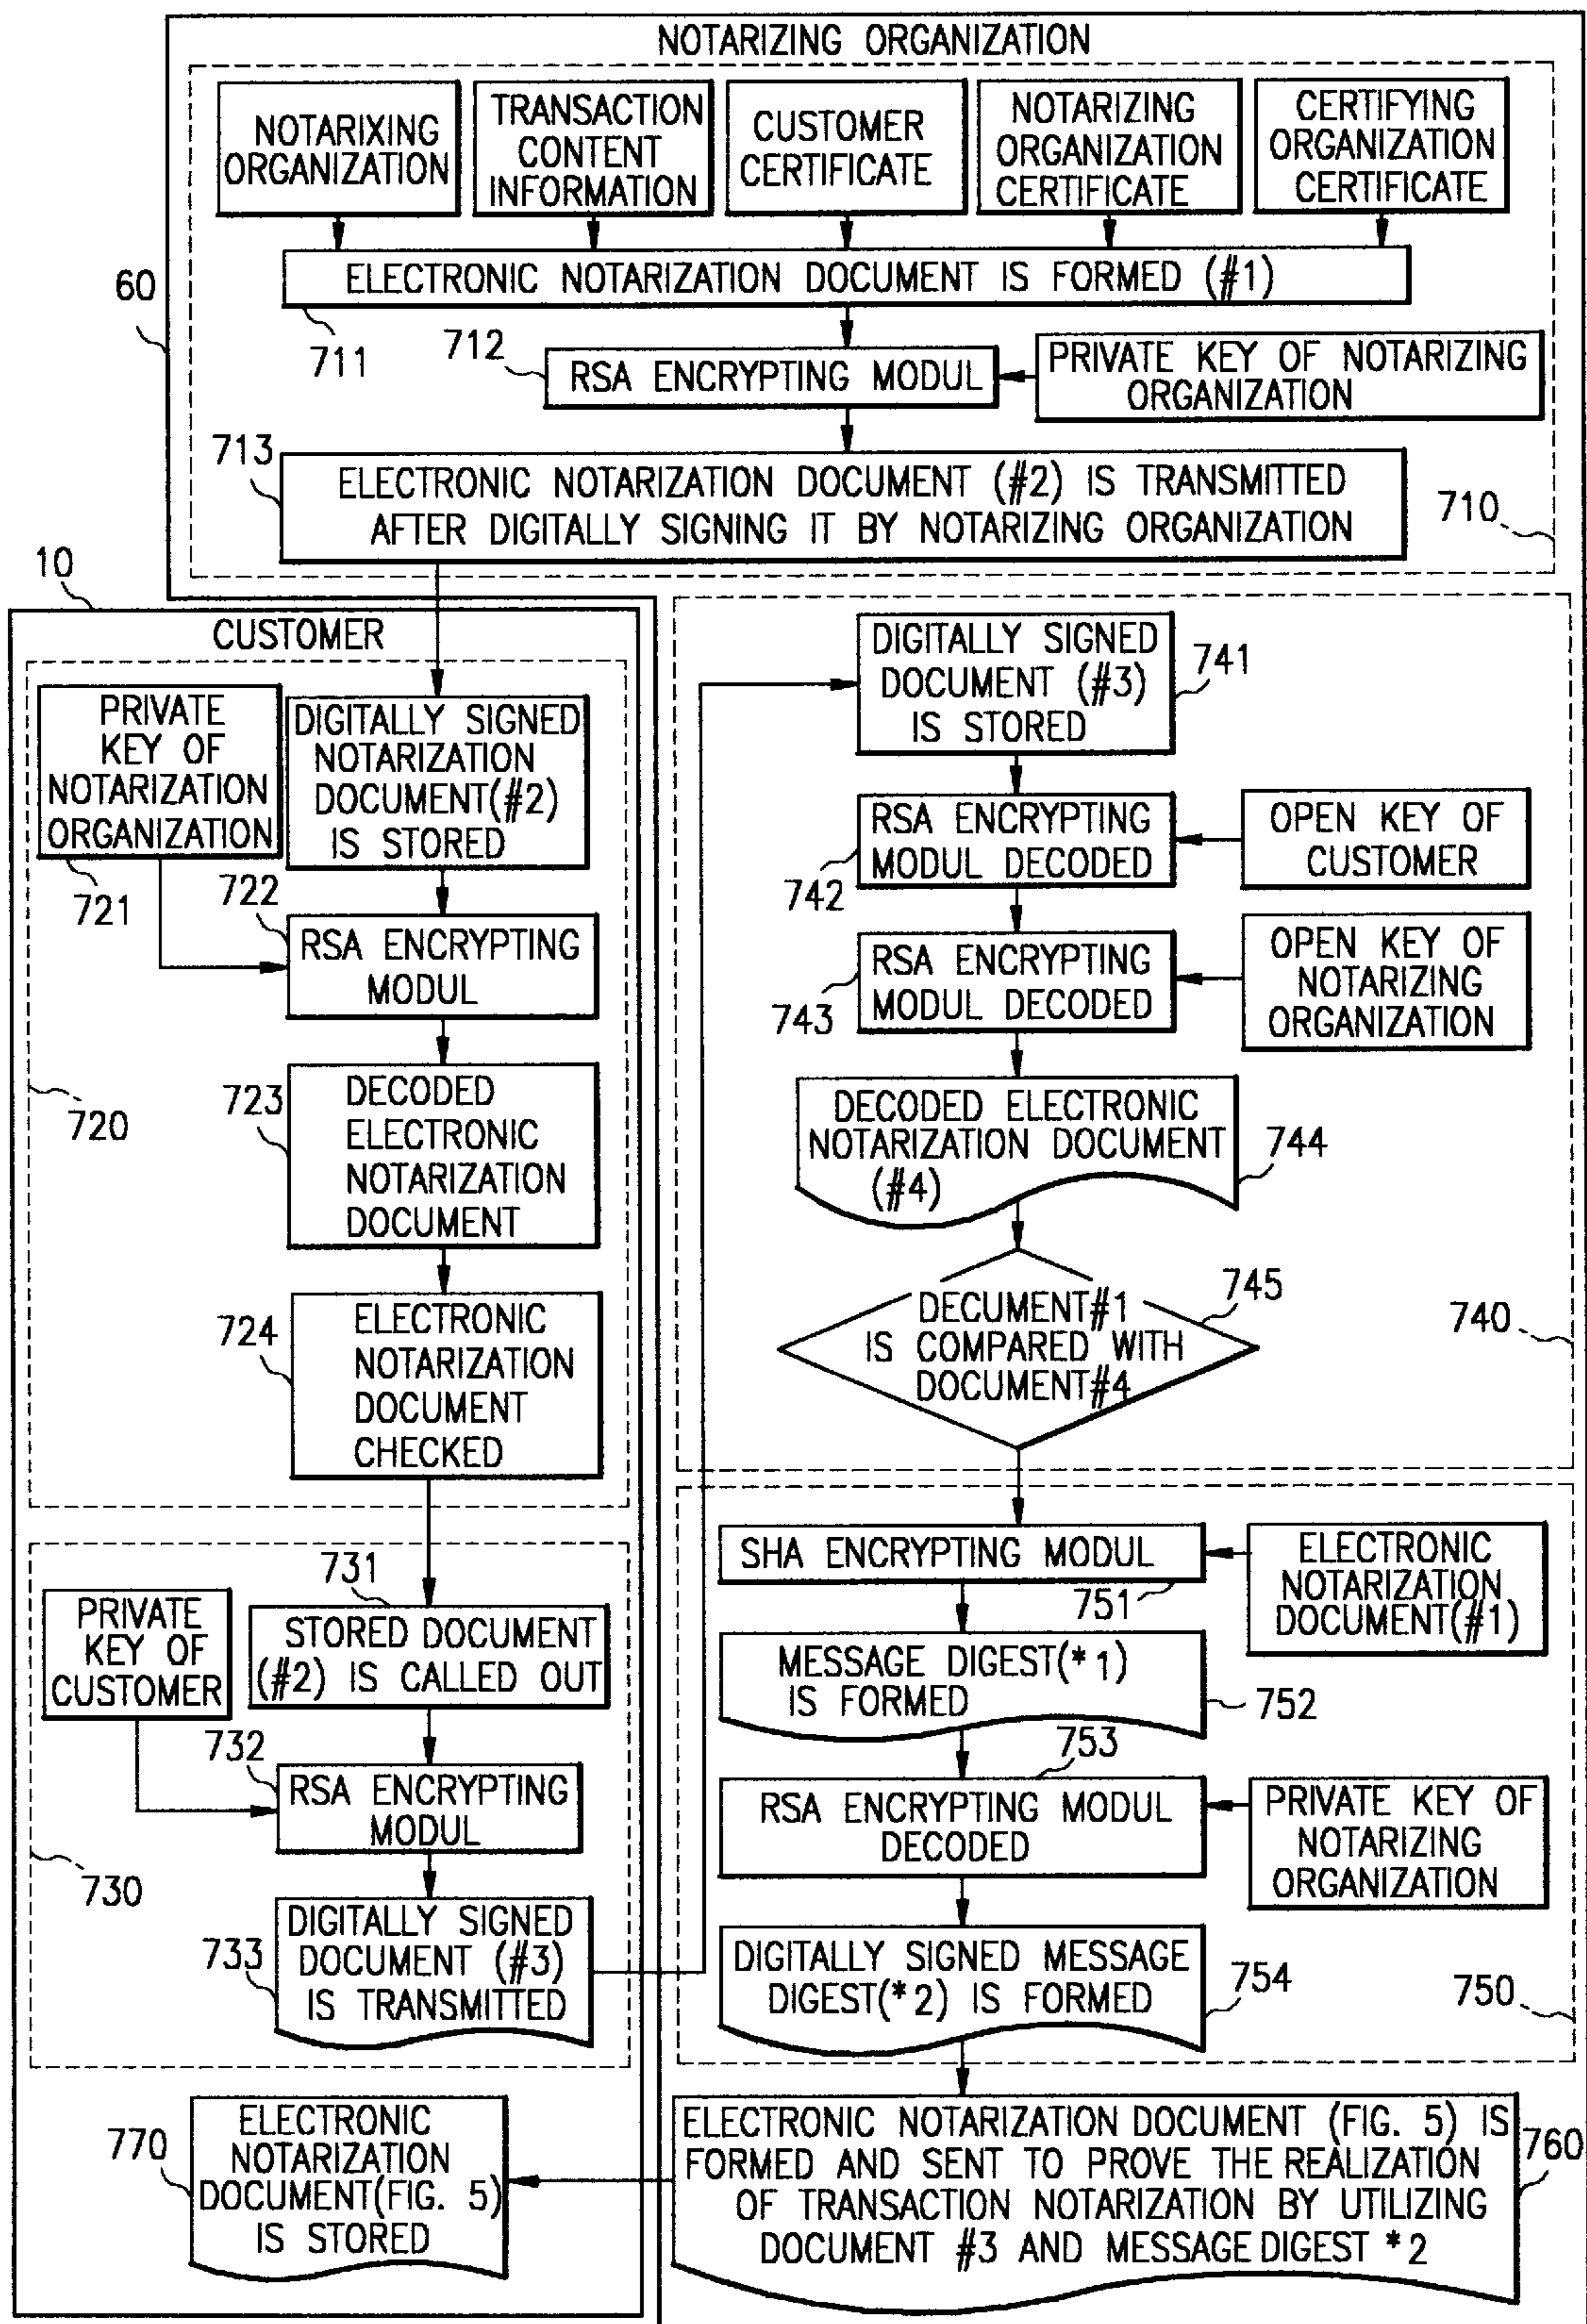 NOTARIZING ORGANIZATION
NOTARIXING
ORGANIZATION
TRANSACTION
CONTENT
INFORMATION
CUSTOMER
CERTIFICATE
NOTARIZING
ORGANIZATION
CERTIFICATE
CERTIFYING
ORGANIZATION
CERTIFICATE
60
ELECTRONIC NOTARIZATION DOCUMENT IS FORMED (#1)
711
712
RSA ENCRYPTING MODUL
PRIVATE KEY OF NOTARIZING
ORGANIZATION
713
ELECTRONIC NOTARIZATION DOCUMENT (#2) IS TRANSMITTED
AFTER DIGITALLY SIGNING IT BY NOTARIZING ORGANIZATION
710
10
CUSTOMER
PRIVATE
KEY OF
NOTARIZATION
ORGANIZATION
721
DIGITALLY SIGNED
NOTARIZATION
DOCUMENT(#2)
IS STORED
722
RSA ENCRYPTING
MODUL
720
723
DECODED
ELECTRONIC
NOTARIZATION
DOCUMENT
724
ELECTRONIC
NOTARIZATION
DOCUMENT
CHECKED
731
PRIVATE
KEY OF
CUSTOMER
STORED DOCUMENT
(#2) IS CALLED OUT
732
RSA ENCRYPTING
MODUL
730
733
DIGITALLY SIGNED
DOCUMENT (#3)
IS TRANSMITTED
DIGITALLY SIGNED
DOCUMENT (#3)
IS STORED
741
RSA ENCRYPTING
MODUL DECODED
742
OPEN KEY OF
CUSTOMER
RSA ENCRYPTING
MODUL DECODED
743
OPEN KEY OF
NOTARIZING
ORGANIZATION
DECODED ELECTRONIC
NOTARIZATION DOCUMENT
(#4)
744
DECUMENT#1
IS COMPARED WITH
DOCUMENT#4
745
740
SHA ENCRYPTING MODUL
751
ELECTRONIC
NOTARIZATION
DOCUMENT(#1)
MESSAGE DIGEST(*1)
IS FORMED
752
753
RSA ENCRYPTING MODUL
DECODED
PRIVATE KEY OF
NOTARIZING
ORGANIZATION
DIGITALLY SIGNED MESSAGE
DIGEST(*2) IS FORMED
754
750
ELECTRONIC NOTARIZATION DOCUMENT (FIG. 5) IS
FORMED AND SENT TO PROVE THE REALIZATION
OF TRANSACTION NOTARIZATION BY UTILIZING
DOCUMENT #3 AND MESSAGE DIGEST *2
760
770
ELECTRONIC
NOTARIZATION
DOCUMENT(FIG. 5)
IS STORED